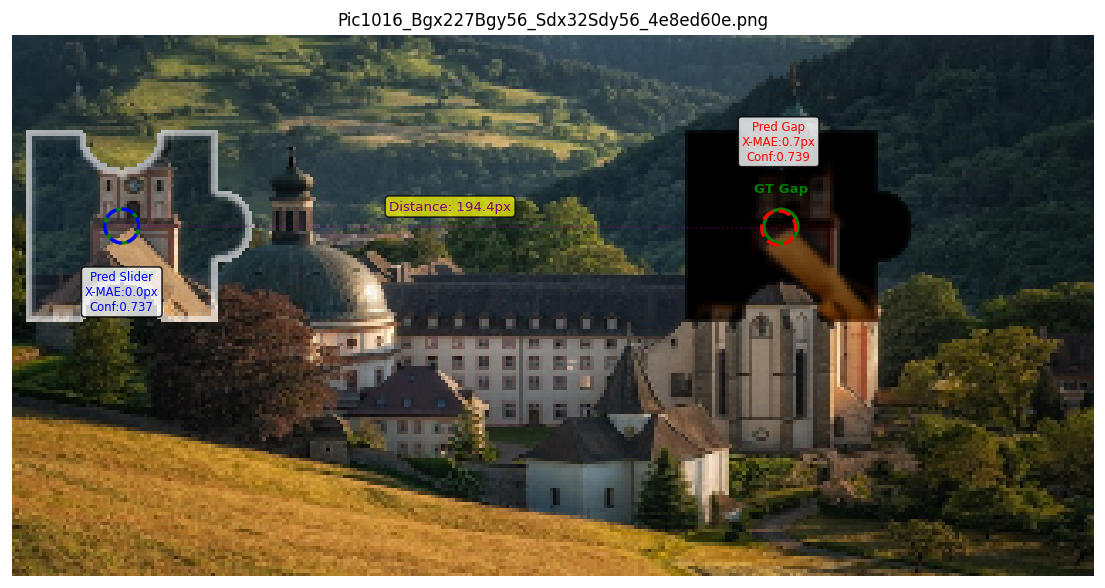 Pic1016_Bgx227Bgy56_Sdx32Sdy56_4e8ed60e.png
Pred Gap
X-MAE:0.7px
Conf:0.739
GT Gap
Distance: 194.4px
Pred Slider
X-MAE:0.0px
Conf:0.737